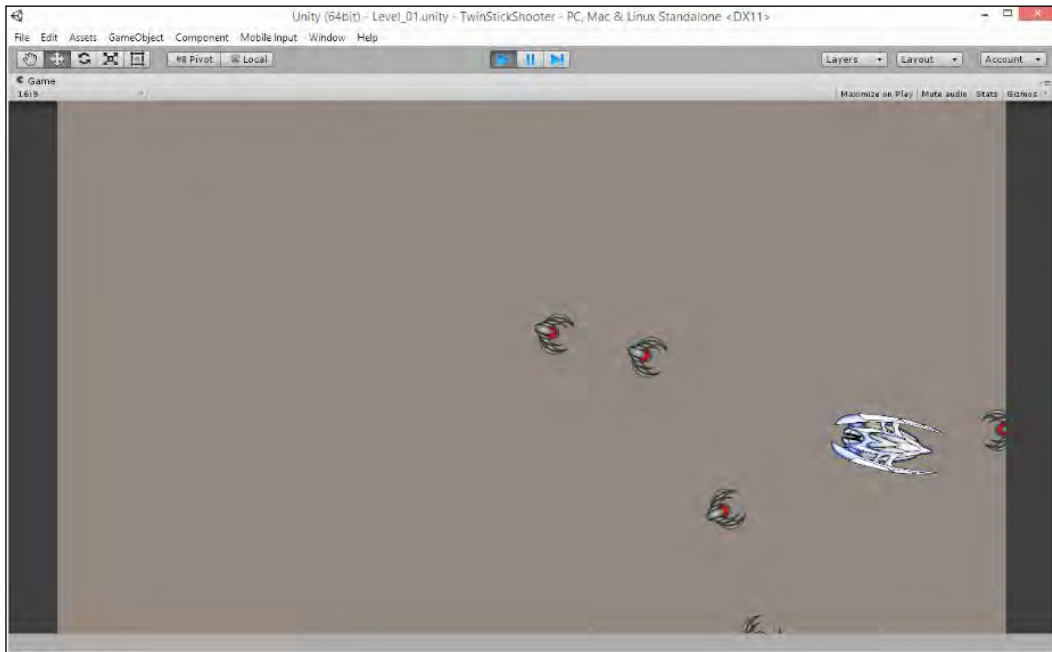 Unity (64bit) - Level_01.unity - TwinStickShooter - PC, Mac & Linux Standalone <DX11>
File Edit Assets GameObject Component Mobile Input Window Help
Pivot Local Layers Layout Account
Game
16:9 Maximize on Play Mute audio Stats Gizmos